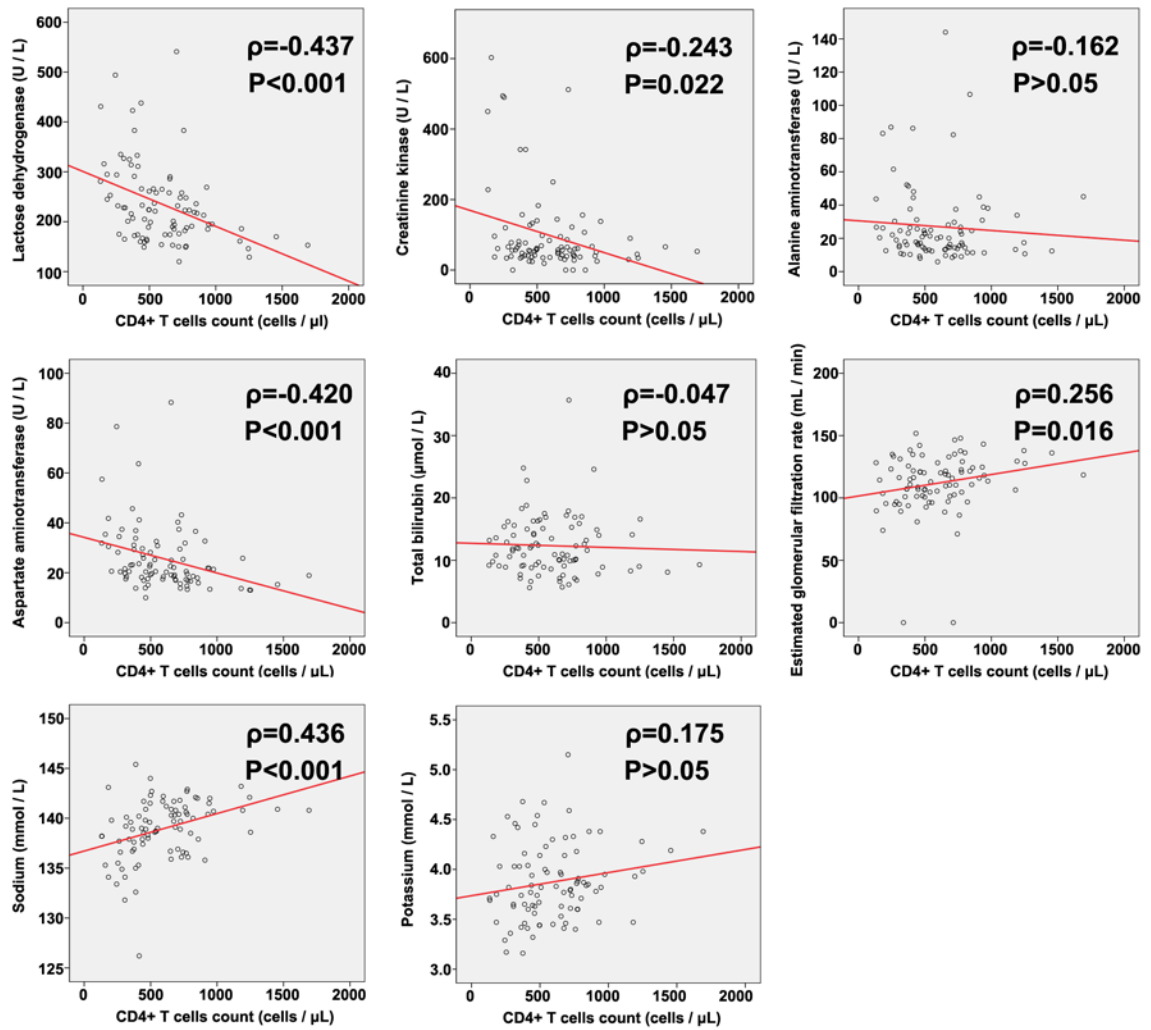 Lactose dehydrogenase (U / L)
600
500
400
300
200
100
ρ=-0.437
P<0.001
0 500 1000 1500 2000
CD4+ T cells count (cells / μl)
Creatinine kinase (U / L)
600
400
200
0
ρ=-0.243
P=0.022
0 500 1000 1500 2000
CD4+ T cells count (cells / μL)
Alanine aminotransferase (U / L)
140
120
100
80
60
40
20
0
ρ=-0.162
P>0.05
0 500 1000 1500 2000
CD4+ T cells count (cells / μL)
Aspartate aminotransferase (U / L)
100
80
60
40
20
0
ρ=-0.420
P<0.001
0 500 1000 1500 2000
CD4+ T cells count (cells / μL)
Total bilirubin (μmol / L)
40
30
20
10
0
ρ=-0.047
P>0.05
0 500 1000 1500 2000
CD4+ T cells count (cells / μL)
Estimated glomerular filtration rate (mL / min)
200
150
100
50
0
ρ=0.256
P=0.016
0 500 1000 1500 2000
CD4+ T cells count (cells / μL)
Sodium (mmol / L)
150
145
140
135
130
125
ρ=0.436
P<0.001
0 500 1000 1500 2000
CD4+ T cells count (cells / μL)
Potassium (mmol / L)
5.5
5.0
4.5
4.0
3.5
3.0
ρ=0.175
P>0.05
0 500 1000 1500 2000
CD4+ T cells count (cells / μL)